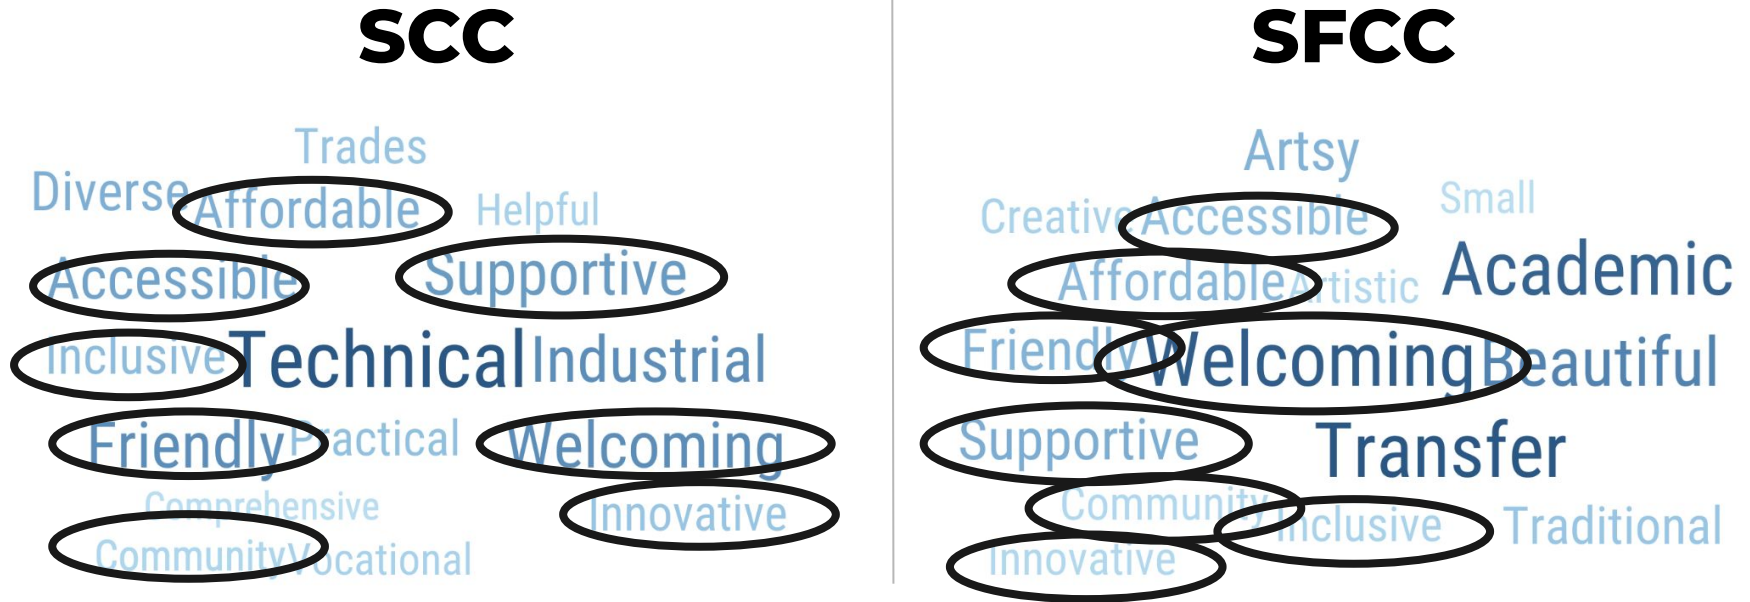 SCC
Trades
Diverse Affordable Helpful
Accessible Supportive
Inclusive Technical Industrial
Friendly Practical Welcoming
Comprehensive Innovative
Community Vocational
SFCC
Artsy
Creative Accessible Small
Affordable Artistic Academic
Friendly Welcoming Beautiful
Supportive Transfer
Community Inclusive Traditional
Innovative